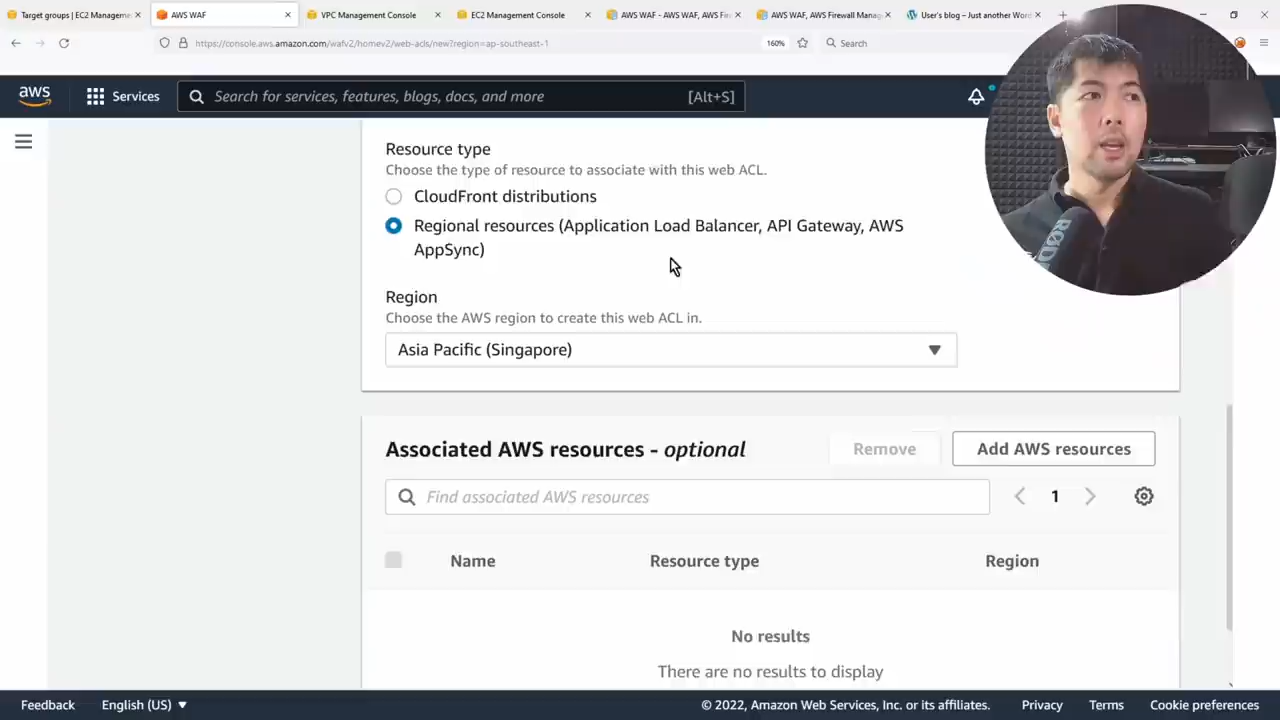 Target groups | EC2 Manageme
AWS WAF
VPC Management Console
EC2 Management Console
AWS WAF - AWS WAF, AWS Fir
AWS WAF, AWS Firewall Manag
User's blog – Just another Wor
https://console.aws.amazon.com/wafv2/homev2/web-acls/new?region=ap-southeast-1
160%
Search
aws
Services
Search for services, features, blogs, docs, and more
[Alt+S]
Resource type
Choose the type of resource to associate with this web ACL.
CloudFront distributions
Regional resources (Application Load Balancer, API Gateway, AWS
AppSync)
Region
Choose the AWS region to create this web ACL in.
Asia Pacific (Singapore)
Associated AWS resources - optional
Remove
Add AWS resources
Find associated AWS resources
1
Name
Resource type
Region
No results
There are no results to display
Feedback
English (US)
© 2022, Amazon Web Services, Inc. or its affiliates.
Privacy
Terms
Cookie preferences
RØDE